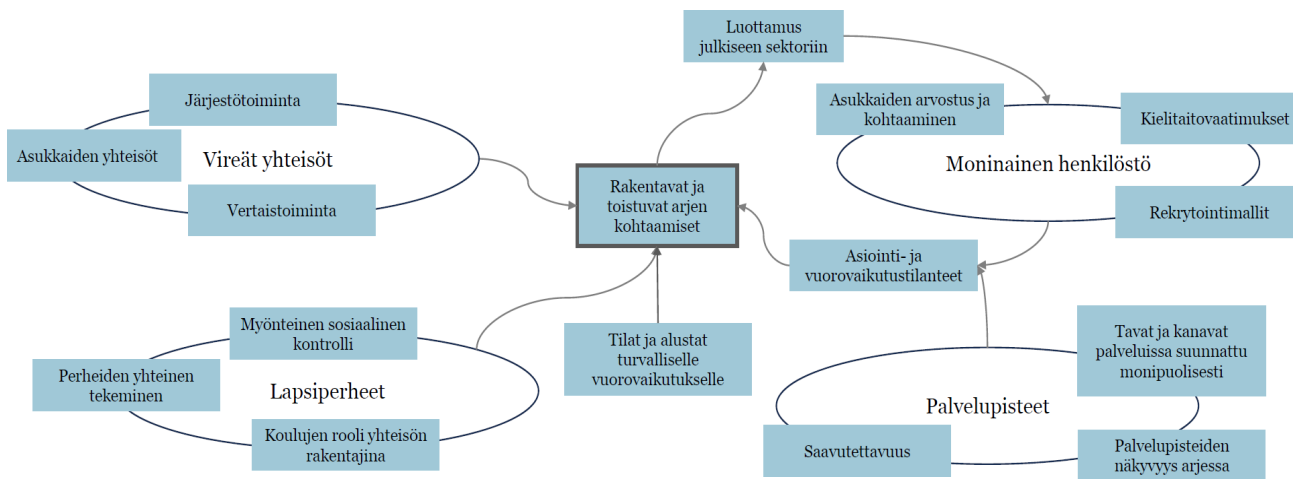 Luottamus
julkiseen sektoriin
Järjestötoiminta
Asukkaiden yhteisöt
Vireät yhteisöt
Vertaistoiminta
Asukkaiden arvostus ja
kohtaaminen
Kielitaitovaatimukset
Moninainen henkilöstö
Rekrytointimallit
Rakentavat ja
toistuvat arjen
kohtaamiset
Asiointi- ja
vuorovaikutustilanteet
Myönteinen sosiaalinen
kontrolli
Perheiden yhteinen
tekeminen
Lapsiperheet
Koulujen rooli yhteisön
rakentajina
Tilat ja alustat
turvalliselle
vuorovaikutukselle
Tavat ja kanavat
palveluissa suunnattu
monipuolisesti
Palvelupisteet
Saavutettavuus
Palvelupisteiden
näkyvyys arjessa